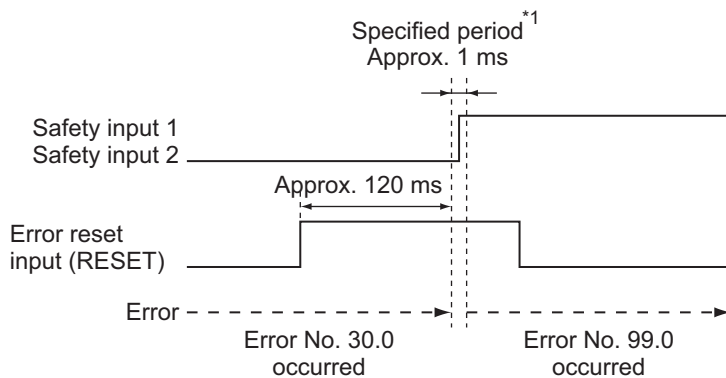 Specified period*1
Approx. 1 ms
Safety input 1
Safety input 2
Approx. 120 ms
Error reset
input (RESET)
Error
Error No. 30.0
occurred
Error No. 99.0
occurred